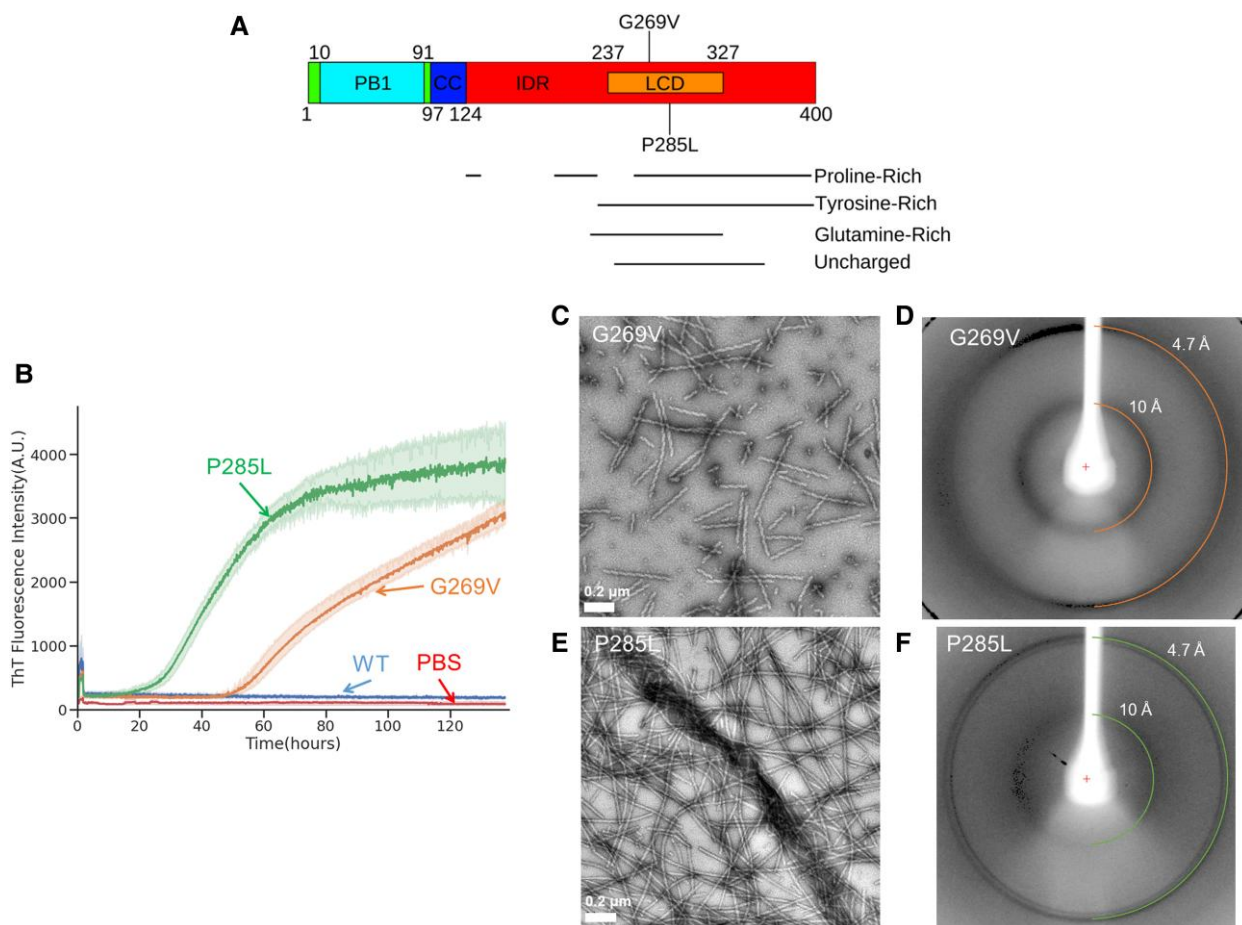 A
G269V
10 91 237 327
PB1 CC IDR LCD
1 97 124 400
P285L
Proline-Rich
Tyrosine-Rich
Glutamine-Rich
Uncharged
B
ThT Fluorescence Intensity(A.U.)
4000
3000
2000
1000
0
P285L
G269V
WT
PBS
0 20 40 60 80 100 120
Time(hours)
C
G269V
0.2 μm
D
G269V
4.7 Å
10 Å
E
P285L
0.2 μm
F
P285L
4.7 Å
10 Å